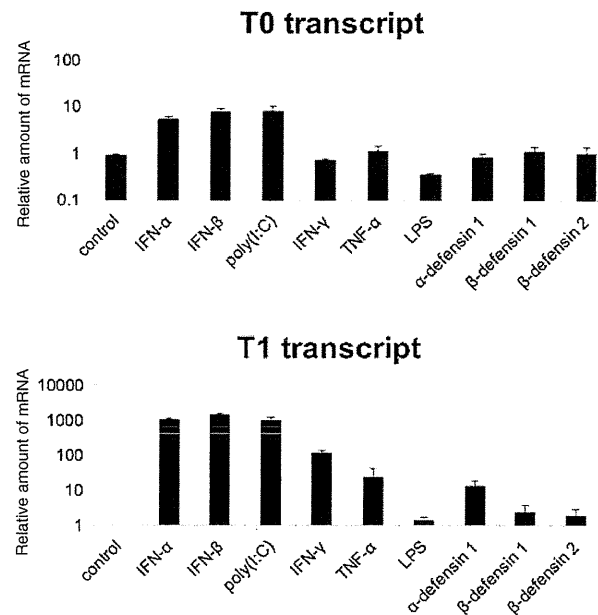 T0 transcript
Relative amount of mRNA
100
10
1
0.1
control
IFN-α
IFN-β
poly(I:C)
IFN-γ
TNF-α
LPS
α-defensin 1
β-defensin 1
β-defensin 2
T1 transcript
Relative amount of mRNA
10000
1000
100
10
1
control
IFN-α
IFN-β
poly(I:C)
IFN-γ
TNF-α
LPS
α-defensin 1
β-defensin 1
β-defensin 2